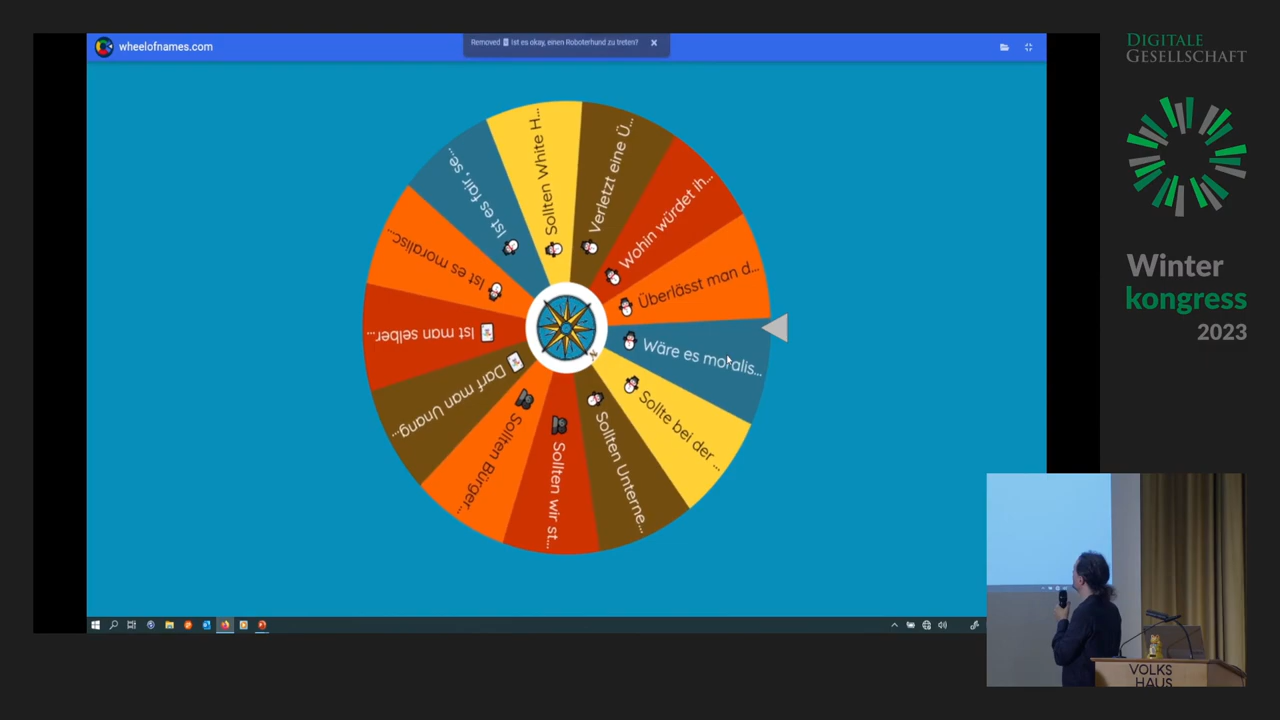 wheelofnames.com
Removed Ist es okay, einen Roboterhund zu treten?
Sollten White H...
Verletzt eine Ü...
Wohin würdet ih...
Überlässt man d...
Wäre es moralis...
Sollte bei der ...
Sollten Unterne...
Sollten wir st...
Sollten Bürger...
Darf man Unang...
Ist man selber...
Ist es moralisc...
Ist es fair, se...
DIGITALE
GESELLSCHAFT
Winter
kongress
2023
VOLKS
HAUS